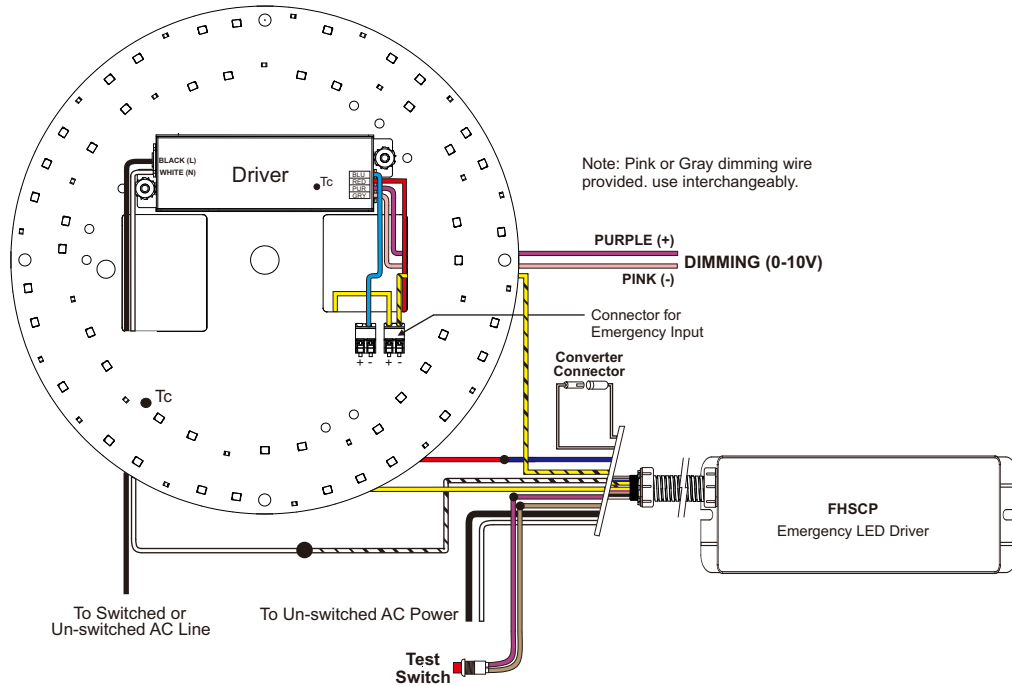 BLACK (L)
WHITE (N)
Driver
Tc
BLU
RED
PUR
GRY
Note: Pink or Gray dimming wire
provided. use interchangeably.
PURPLE (+)
DIMMING (0-10V)
PINK (-)
Connector for
Emergency Input
+ - + -
Converter
Connector
Tc
FHSCP
Emergency LED Driver
To Switched or
Un-switched AC Line
To Un-switched AC Power
Test
Switch